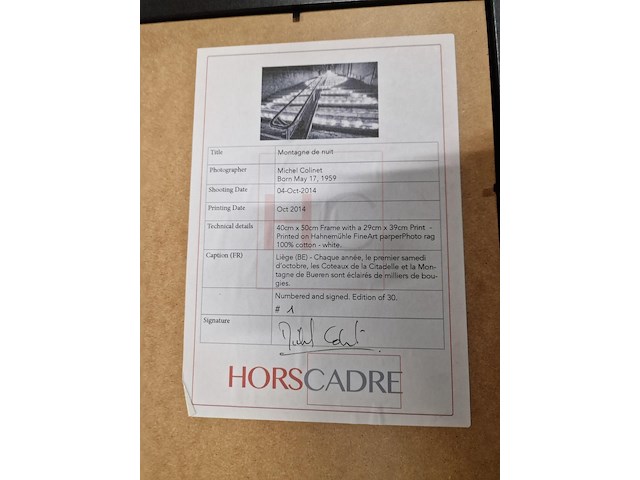 Title Montagne de nuit
Photographer Michel Colinet
Born May 17, 1959
Shooting Date 04-Oct-2014
Printing Date Oct 2014
Technical details 40cm x 50cm Frame with a 29cm x 39cm Print -
Printed on Hahnemühle FineArt parperPhoto rag
100% cotton - white.
Caption (FR) Liège (BE) - Chaque année, le premier samedi
d'octobre, les Coteaux de la Citadelle et la Mon-
tagne de Bueren sont éclairés de milliers de bou-
gies.
Numbered and signed. Edition of 30.
# 1
Signature
HORSCADRE